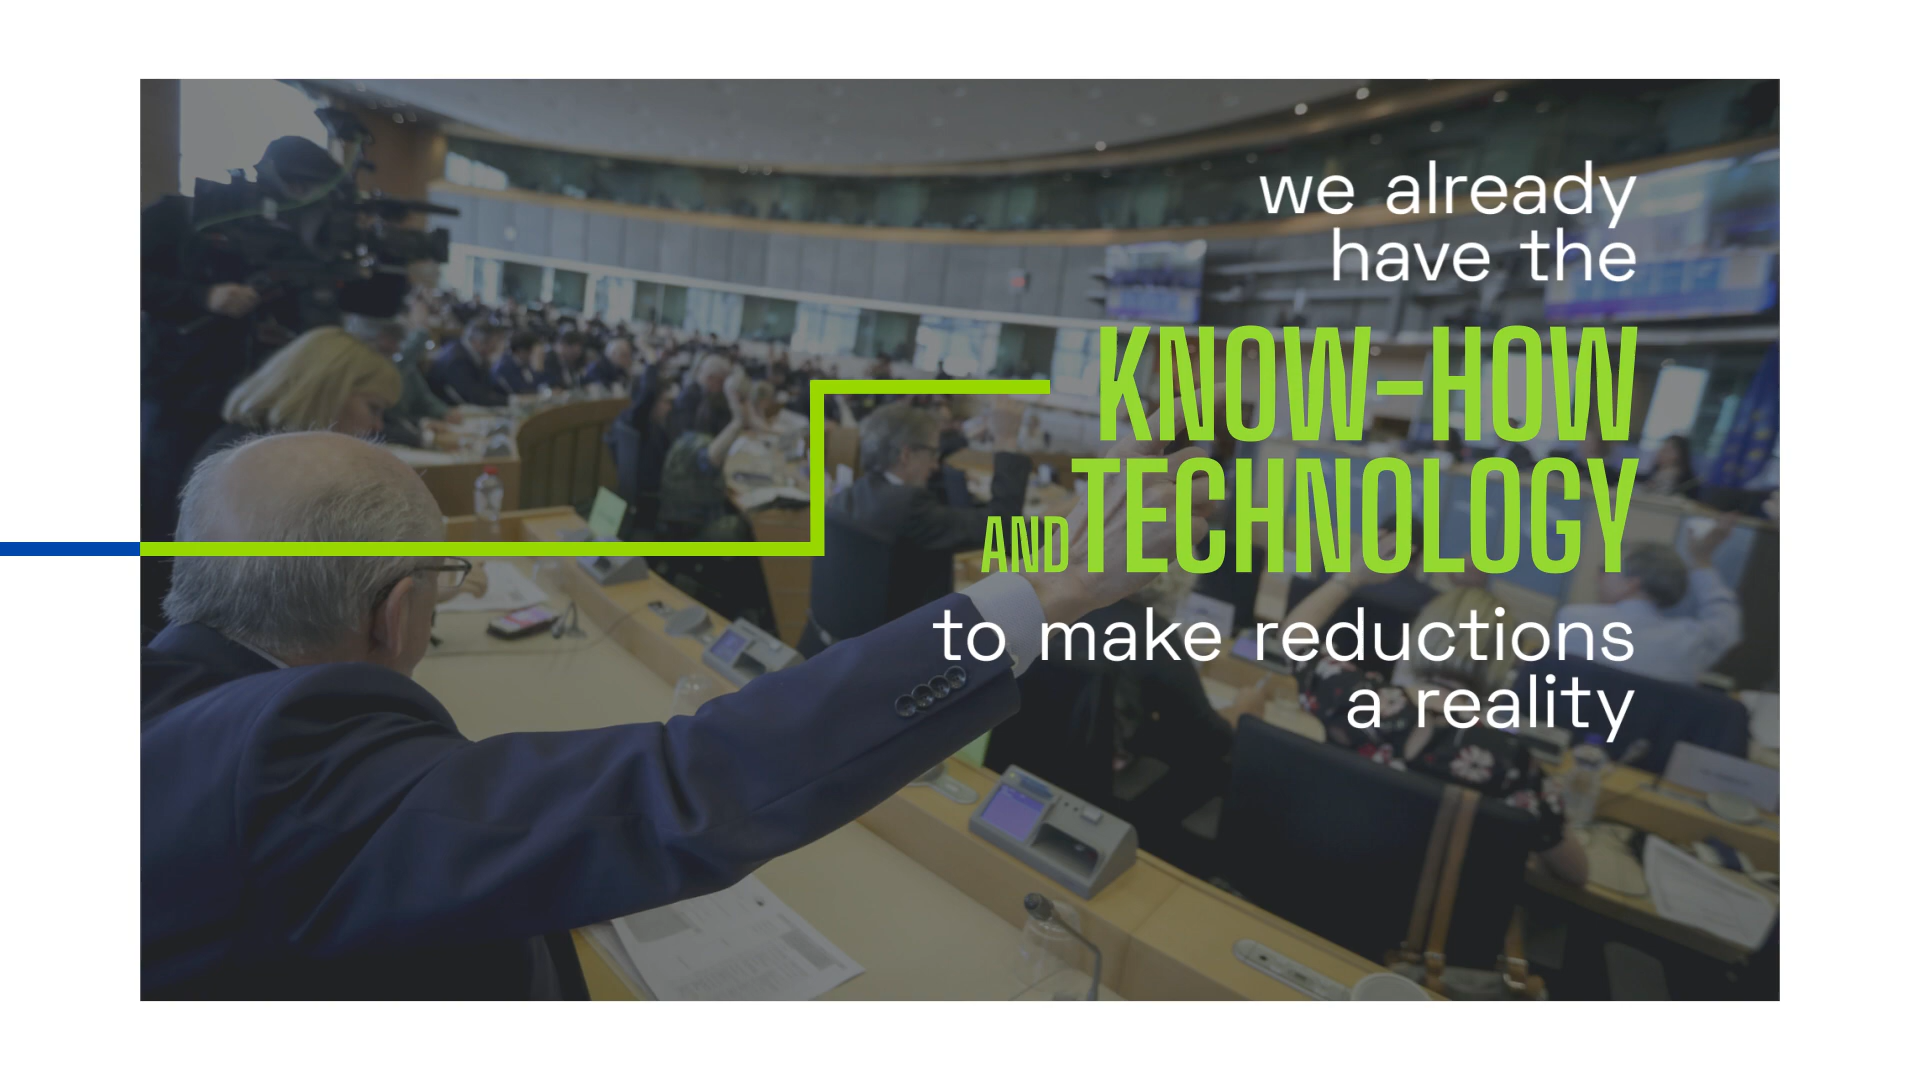 we already
have the
KNOW-HOW
AND TECHNOLOGY
to make reductions
a reality